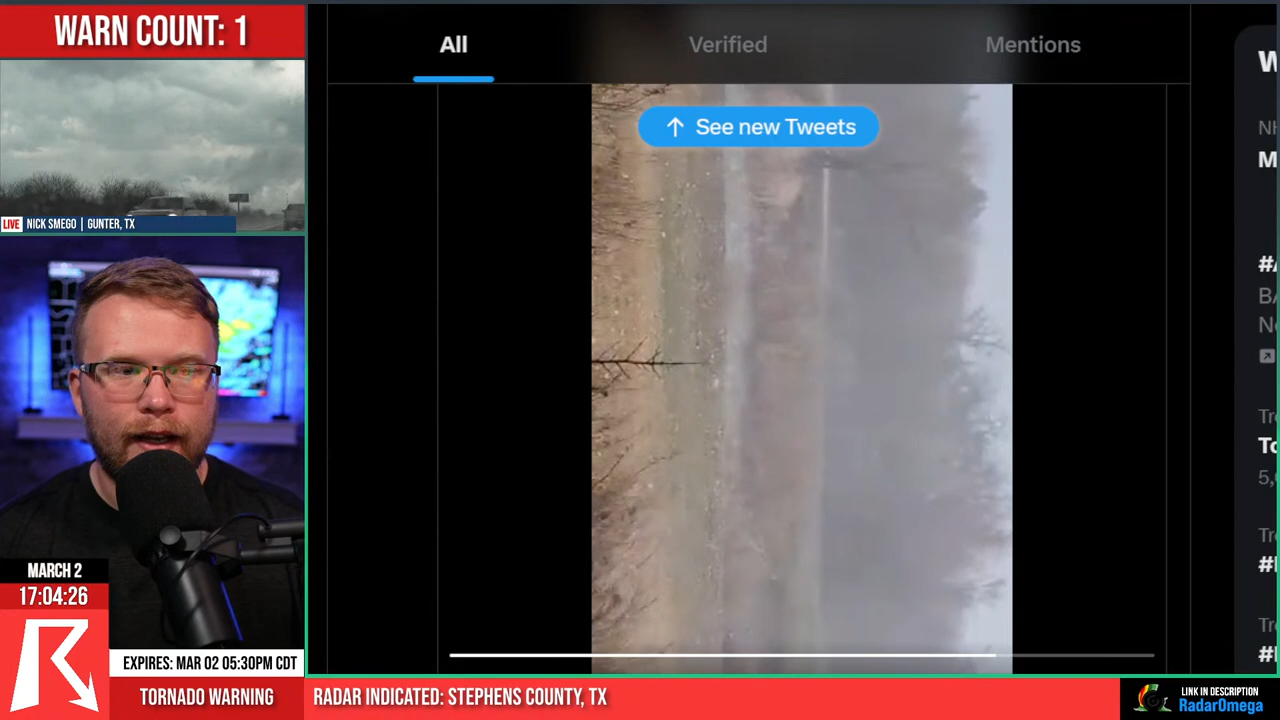 WARN COUNT: 1
LIVE NICK SMEGO | GUNTER, TX
MARCH 2
17:04:26
EXPIRES: MAR 02 05:30PM CDT
TORNADO WARNING
RADAR INDICATED: STEPHENS COUNTY, TX
All
Verified
Mentions
↑ See new Tweets
LINK IN DESCRIPTION
RadarOmega